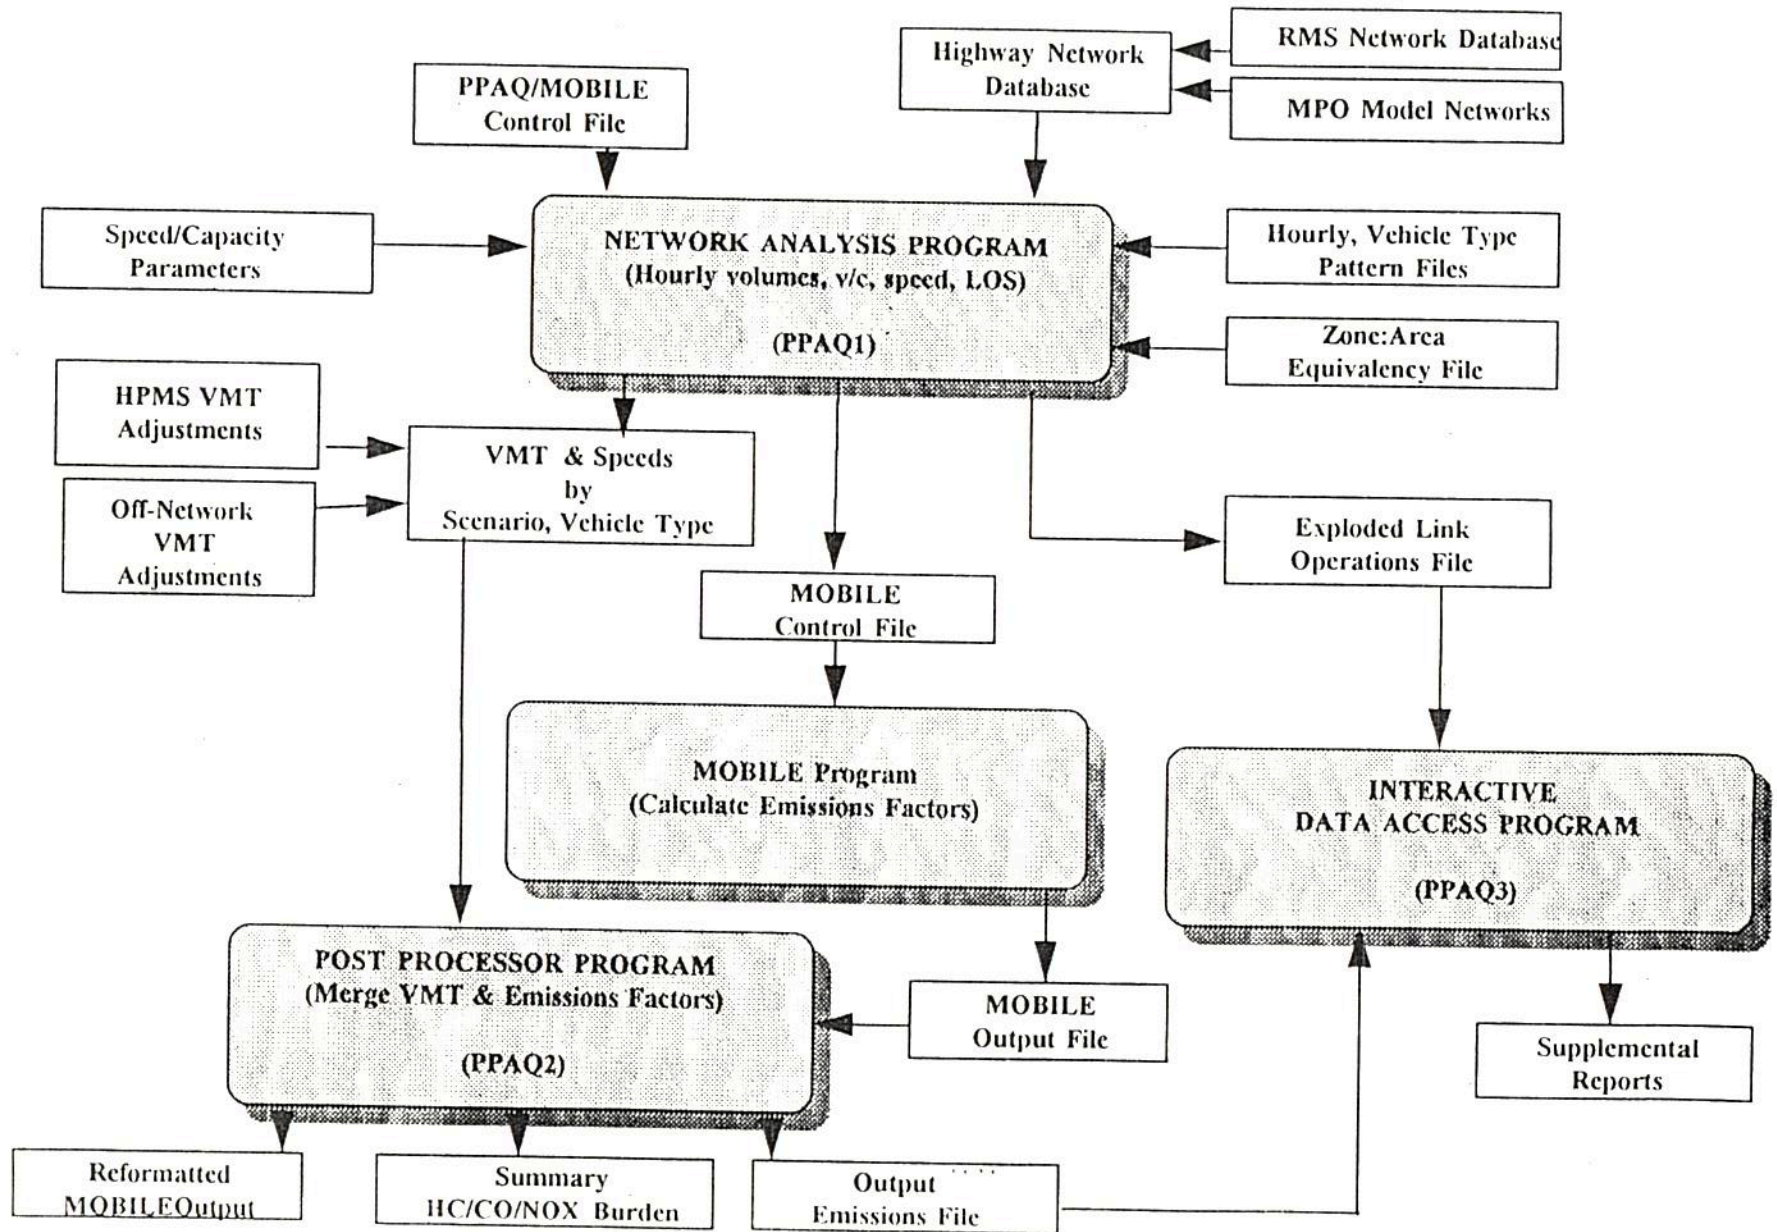 RMS Network Database
Highway Network
Database
MPO Model Networks
PPAQ/MOBILE
Control File
Speed/Capacity
Parameters
NETWORK ANALYSIS PROGRAM
(Hourly volumes, v/c, speed, LOS)
(PPAQ1)
Hourly, Vehicle Type
Pattern Files
Zone:Area
Equivalency File
HPMS VMT
Adjustments
Off-Network
VMT
Adjustments
VMT & Speeds
by
Scenario, Vehicle Type
Exploded Link
Operations File
MOBILE
Control File
MOBILE Program
(Calculate Emissions Factors)
INTERACTIVE
DATA ACCESS PROGRAM
(PPAQ3)
POST PROCESSOR PROGRAM
(Merge VMT & Emissions Factors)
(PPAQ2)
MOBILE
Output File
Supplemental
Reports
Reformatted
MOBILEOutput
Summary
HC/CO/NOX Burden
Output
Emissions File